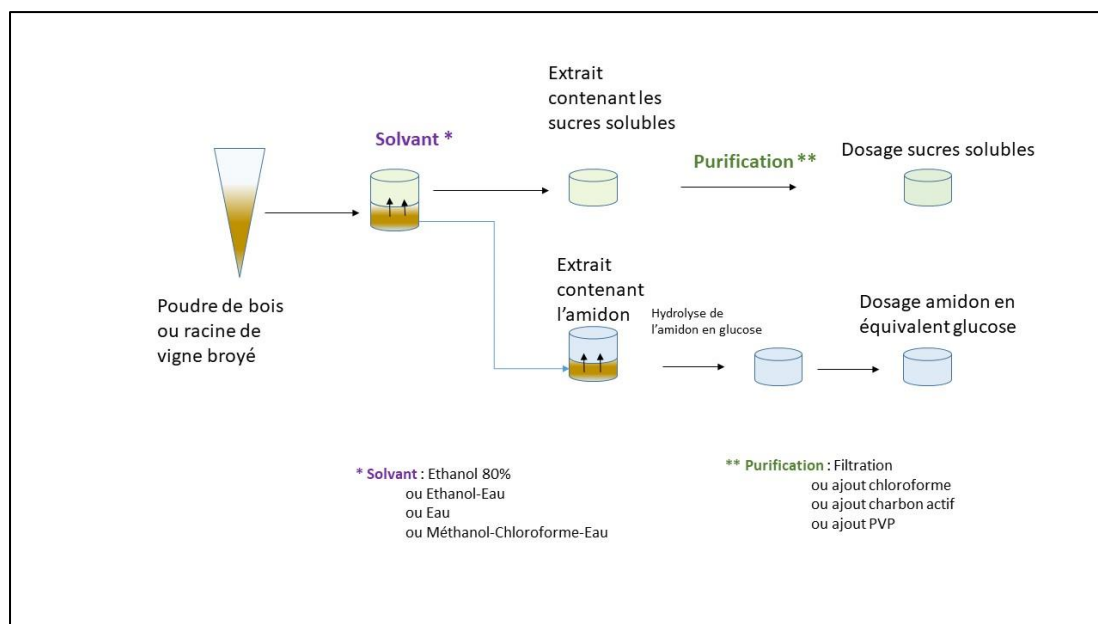 Extrait
contenant les
sucres solubles
Solvant *
Purification **
Dosage sucres solubles
Poudre de bois
ou racine de
vigne broyé
Extrait
contenant
l'amidon
Hydrolyse de
l'amidon en glucose
Dosage amidon en
équivalent glucose
* Solvant : Ethanol 80%
ou Ethanol-Eau
ou Eau
ou Méthanol-Chloroforme-Eau
** Purification : Filtration
ou ajout chloroforme
ou ajout charbon actif
ou ajout PVP